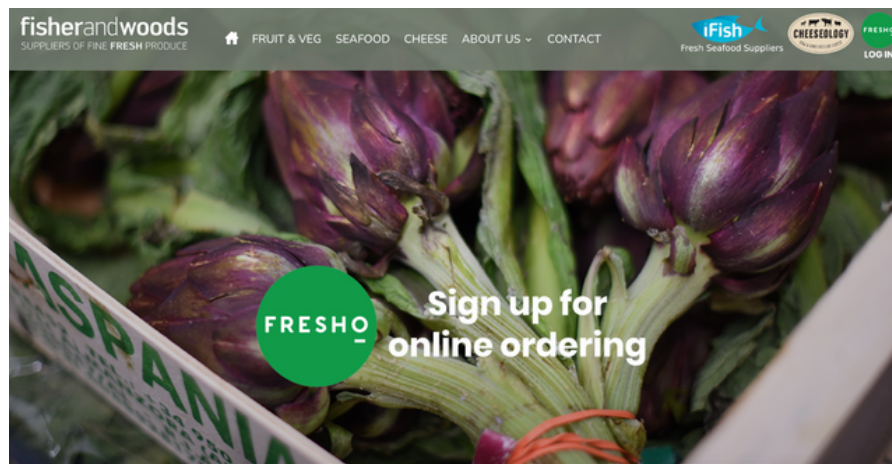 fisherandwoods
SUPPLIERS OF FINE FRESH PRODUCE
FRUIT & VEG SEAFOOD CHEESE ABOUT US CONTACT
iFish
Fresh Seafood Suppliers
CHEESEOLOGY
FRESHO
LOG IN
FRESHO
Sign up for
online ordering